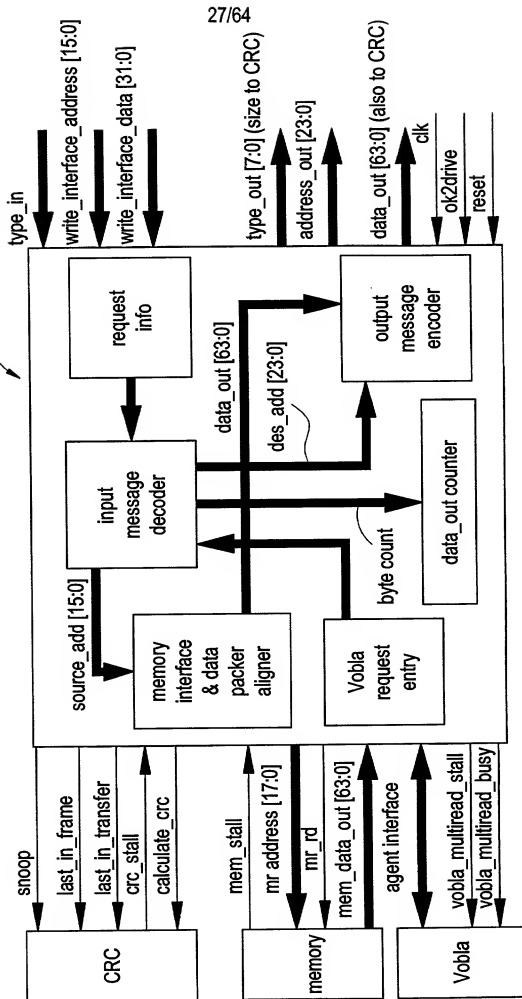 27/64
type_in
write_interface_address [15:0]
write_interface_data [31:0]
type_out [7:0] (size to CRC)
address_out [23:0]
data_out [63:0] (also to CRC)
clk
ok2drive
reset
request
info
input
message
decoder
output
message
encoder
data_out [63:0]
des_add [23:0]
byte count
data_out counter
source_add [15:0]
memory
interface
& data
packer
aligner
Vobla
request
entry
snoop
last_in_frame
last_in_transfer
crc_stall
calculate_crc
mem_stall
mr address [17:0]
mr_rd
mem_data_out [63:0]
agent interface
vobla_multiread_stall
vobla_multiread_busy
CRC
memory
Vobla